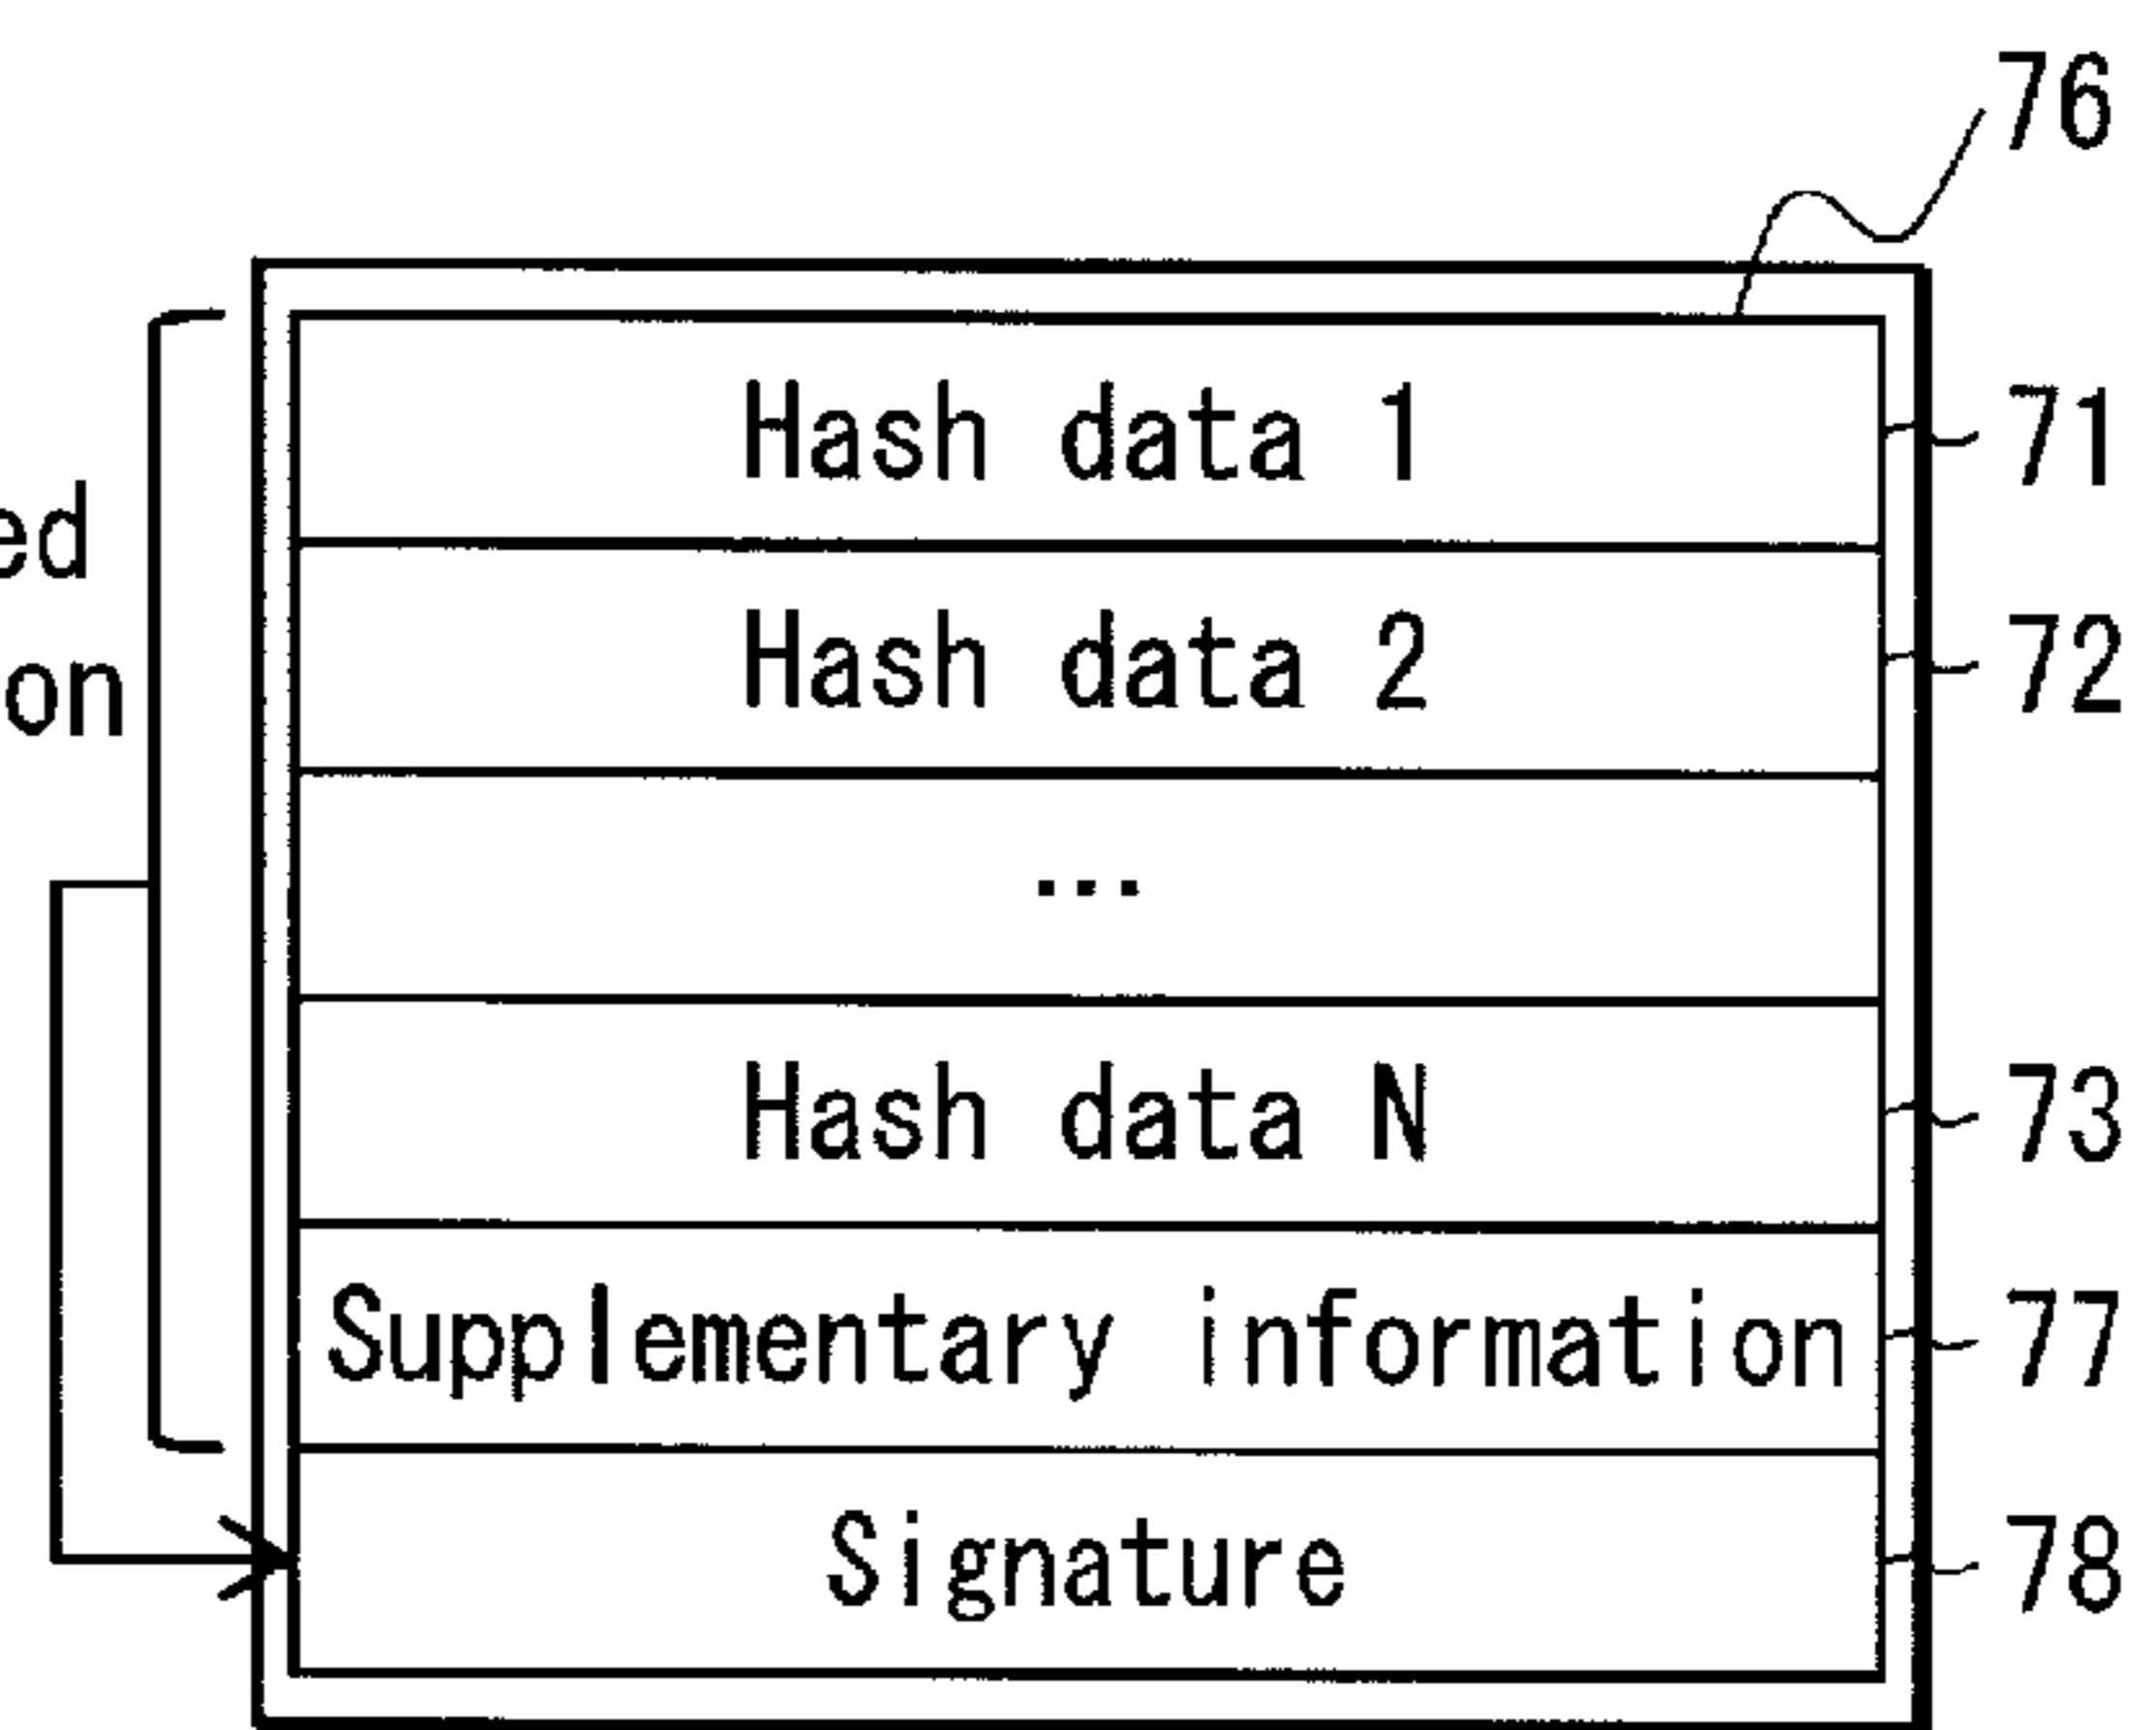 76
Hash data 1 71
ed
Hash data 2 72
on
...
Hash data N 73
Supplementary information 77
Signature 78